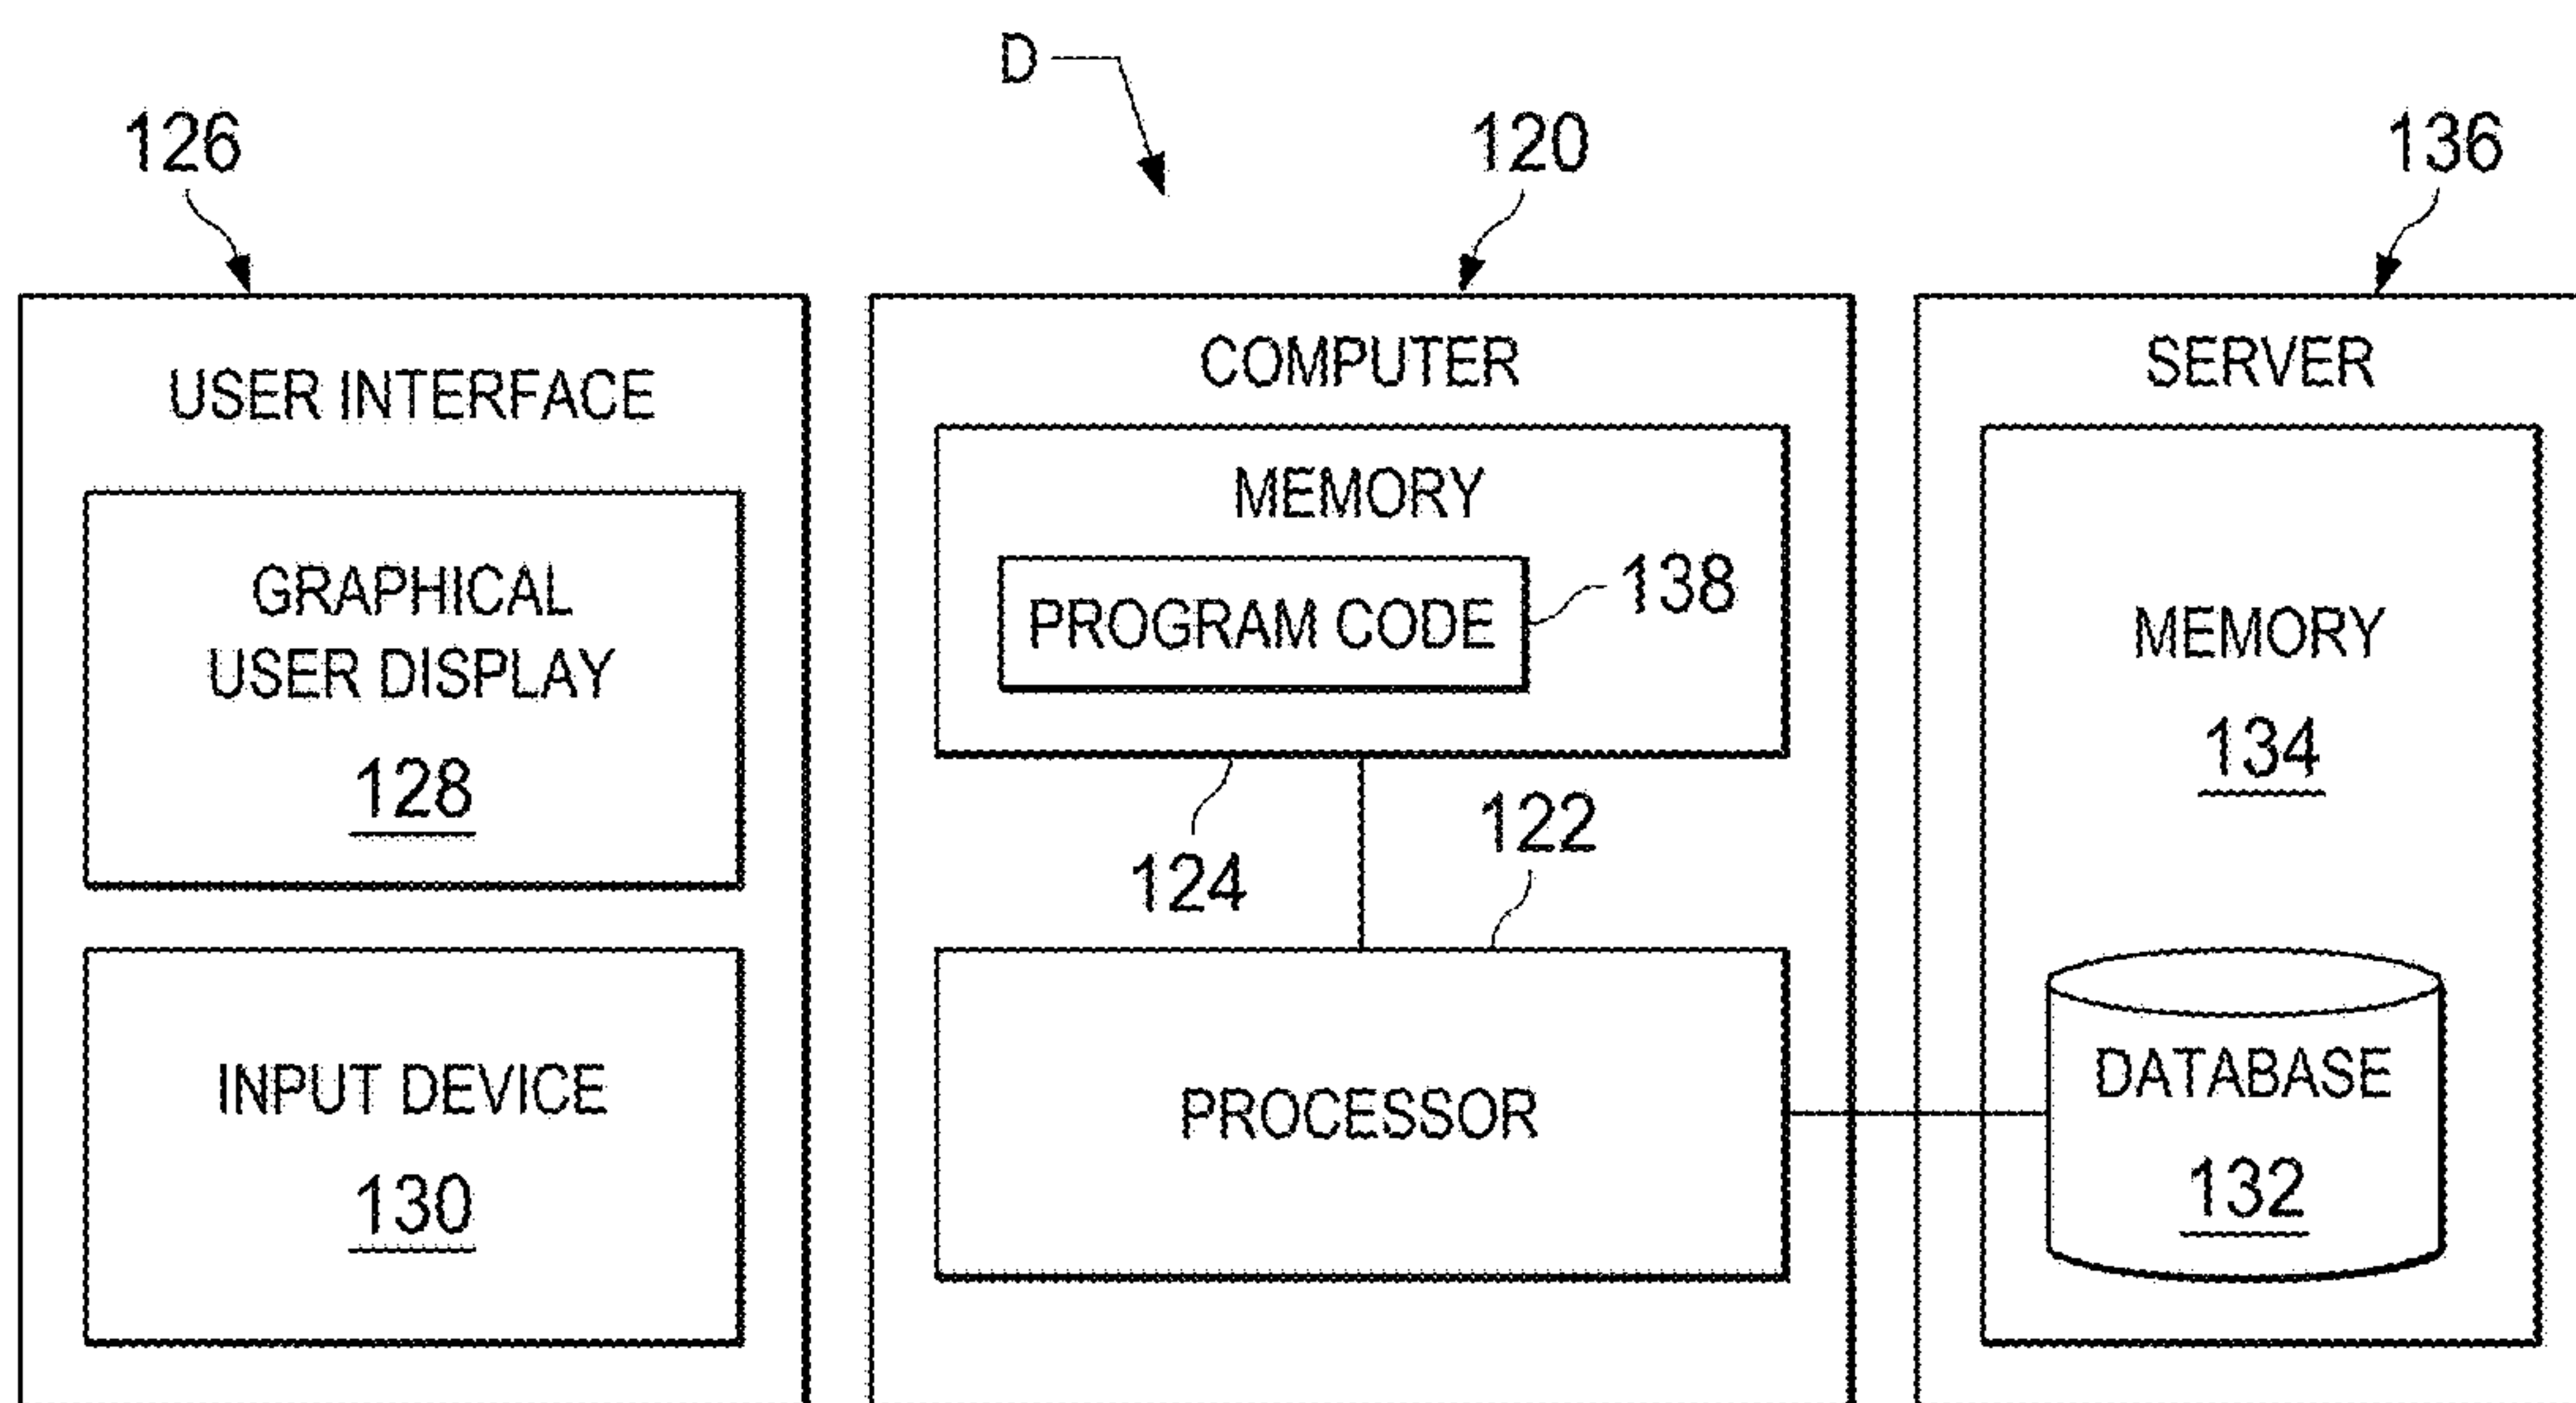 D
126
120
136
USER INTERFACE
GRAPHICAL
USER DISPLAY
128
INPUT DEVICE
130
COMPUTER
MEMORY
PROGRAM CODE
138
124
122
PROCESSOR
SERVER
MEMORY
134
DATABASE
132